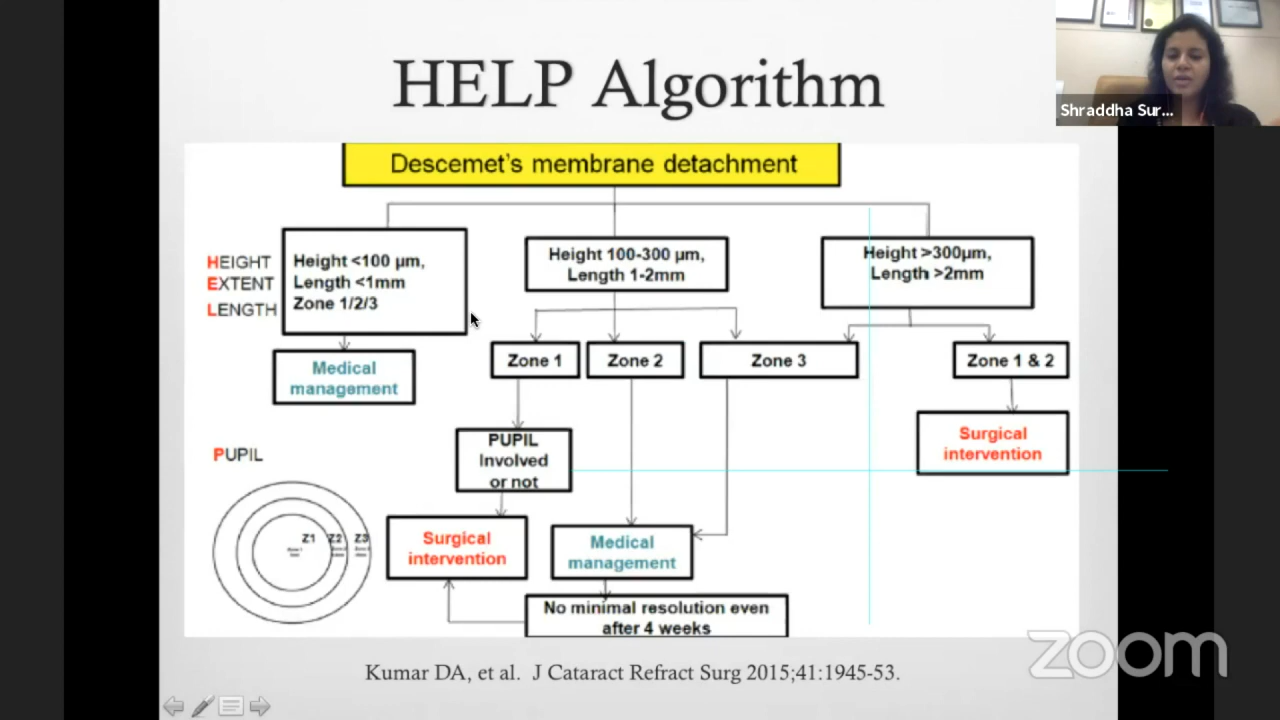 HELP Algorithm
Shraddha Sur...
Descemet's membrane detachment
HEIGHT
EXTENT
LENGTH
Height <100 µm,
Length <1mm
Zone 1/2/3
Height 100-300 µm,
Length 1-2mm
Height >300µm,
Length >2mm
Medical
management
Zone 1
Zone 2
Zone 3
Zone 1 & 2
PUPIL
Involved
or not
Surgical
intervention
PUPIL
Z1
Z2
Z3
Surgical
intervention
Medical
management
No minimal resolution even
after 4 weeks
Kumar DA, et al. J Cataract Refract Surg 2015;41:1945-53.
zoom